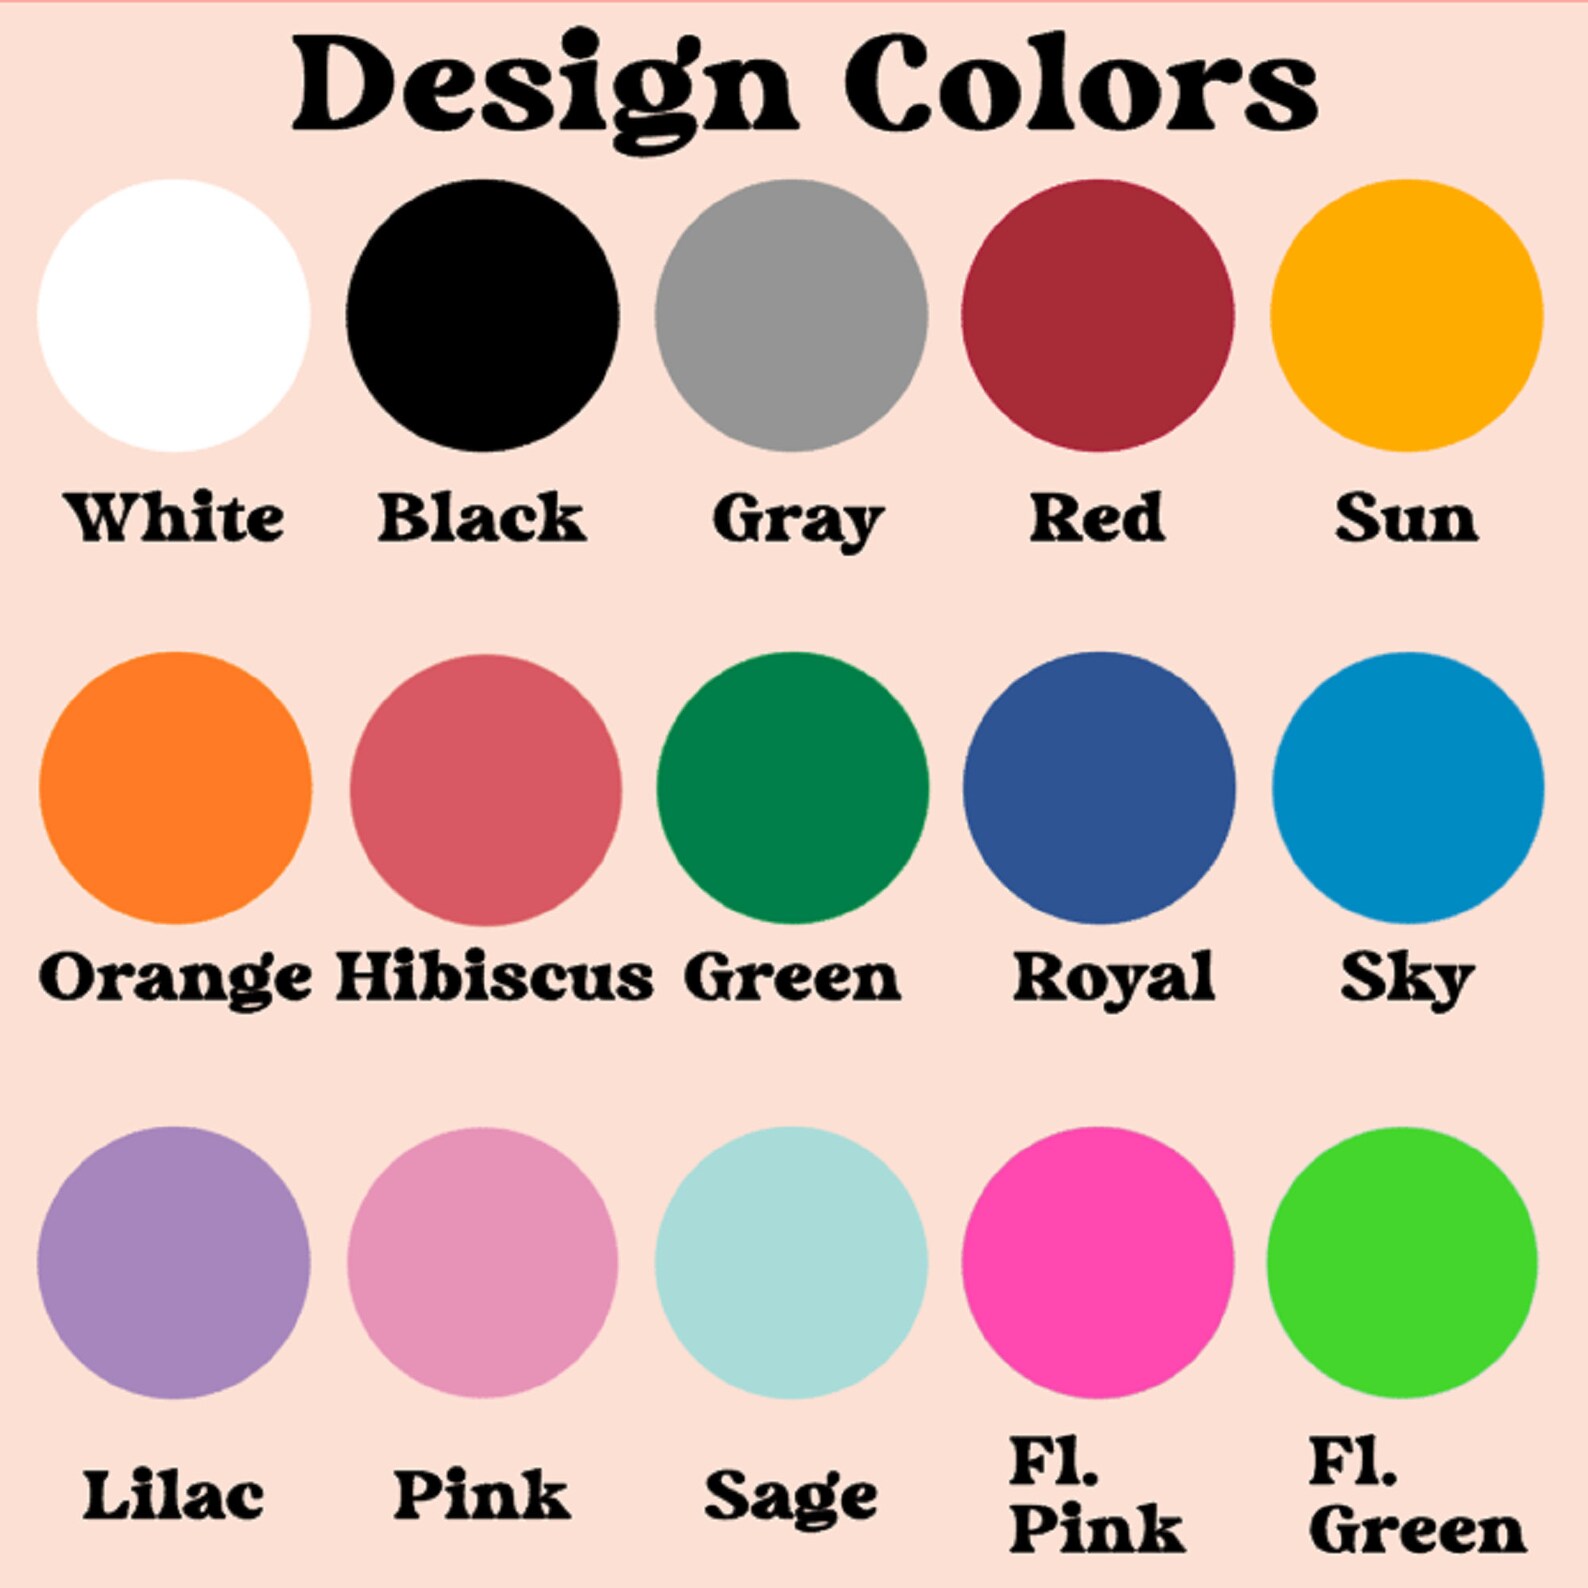 Design Colors
White Black Gray Red Sun
Orange Hibiscus Green Royal Sky
Lilac Pink Sage Fl. Pink Fl. Green